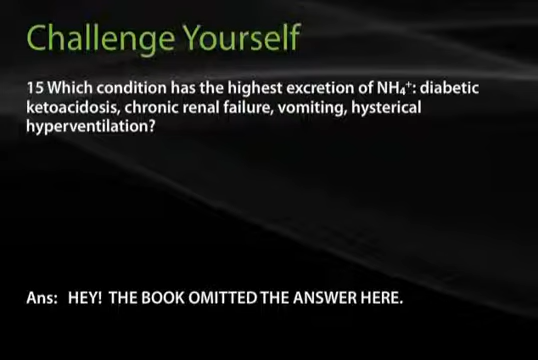 Challenge Yourself
15 Which condition has the highest excretion of NH₄⁺: diabetic
ketoacidosis, chronic renal failure, vomiting, hysterical
hyperventilation?
Ans: HEY! THE BOOK OMITTED THE ANSWER HERE.